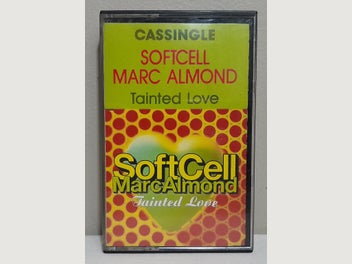 CASSINGLE
SOFTCELL
MARC ALMOND
Tainted Love
SoftCell
MarcAlmond
Tainted Love